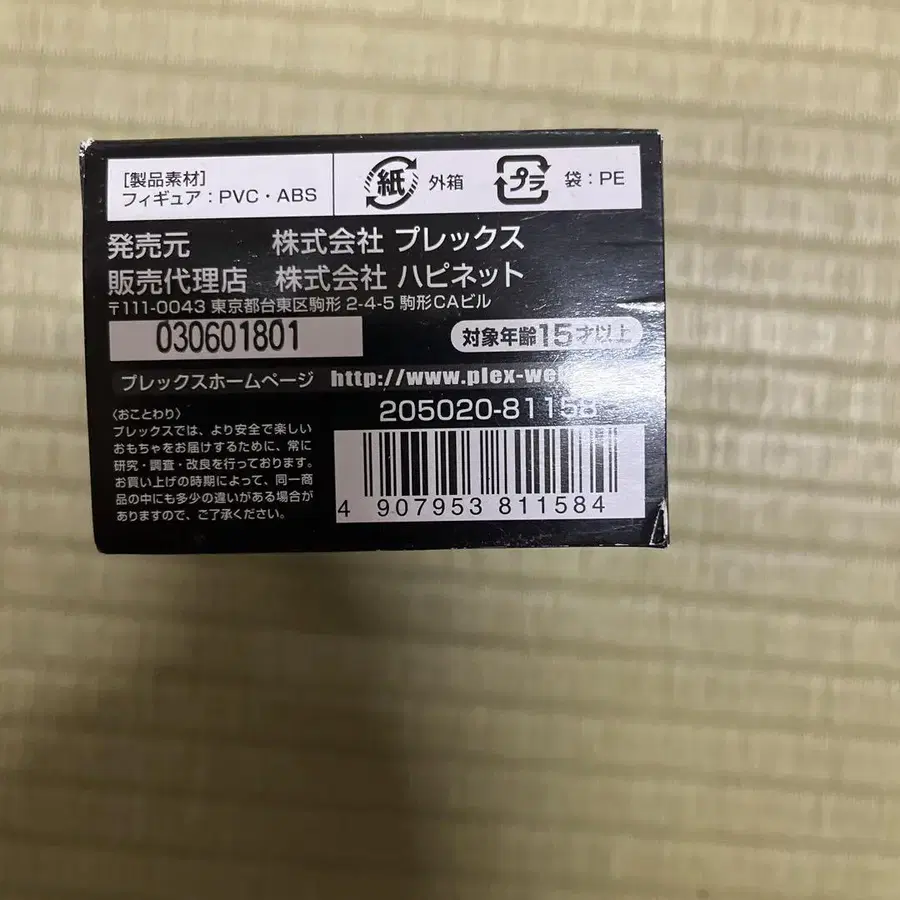 [製品素材]
フィギュア：PVC・ABS
紙 外箱
プラ 袋：PE
発売元 株式会社 プレックス
販売代理店 株式会社 ハピネット
〒111-0043 東京都台東区駒形 2-4-5 駒形CAビル
030601801
対象年齢15才以上
プレックスホームページ
205020-81158
〈おことわり〉
プレックスでは、より安全で楽しい
おもちゃをお届けするために、常に
研究・調査・改良を行っております。
お買い上げの時期によって、同一商
品の中にも多少の違いがある場合が
ありますので、ご了承ください。
4 907953 811584